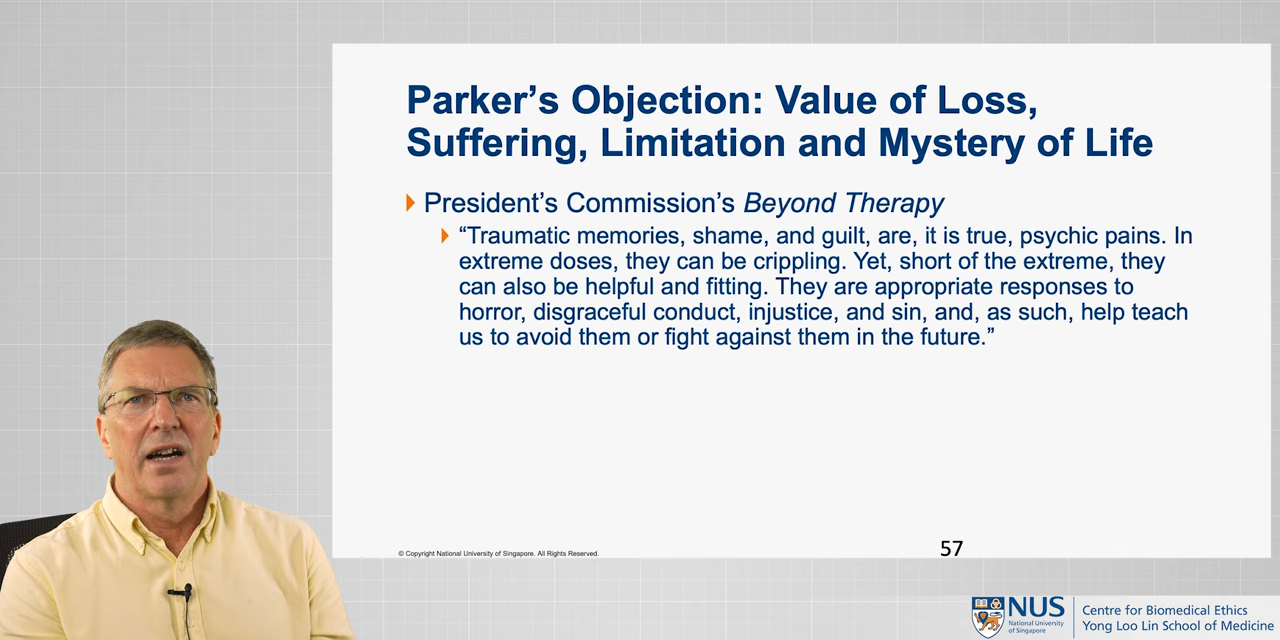 Parker’s Objection: Value of Loss,
Suffering, Limitation and Mystery of Life
President’s Commission’s Beyond Therapy
“Traumatic memories, shame, and guilt, are, it is true, psychic pains. In
extreme doses, they can be crippling. Yet, short of the extreme, they
can also be helpful and fitting. They are appropriate responses to
horror, disgraceful conduct, injustice, and sin, and, as such, help teach
us to avoid them or fight against them in the future.”
© Copyright National University of Singapore. All Rights Reserved.
57
NUS
National University
of Singapore
Centre for Biomedical Ethics
Yong Loo Lin School of Medicine